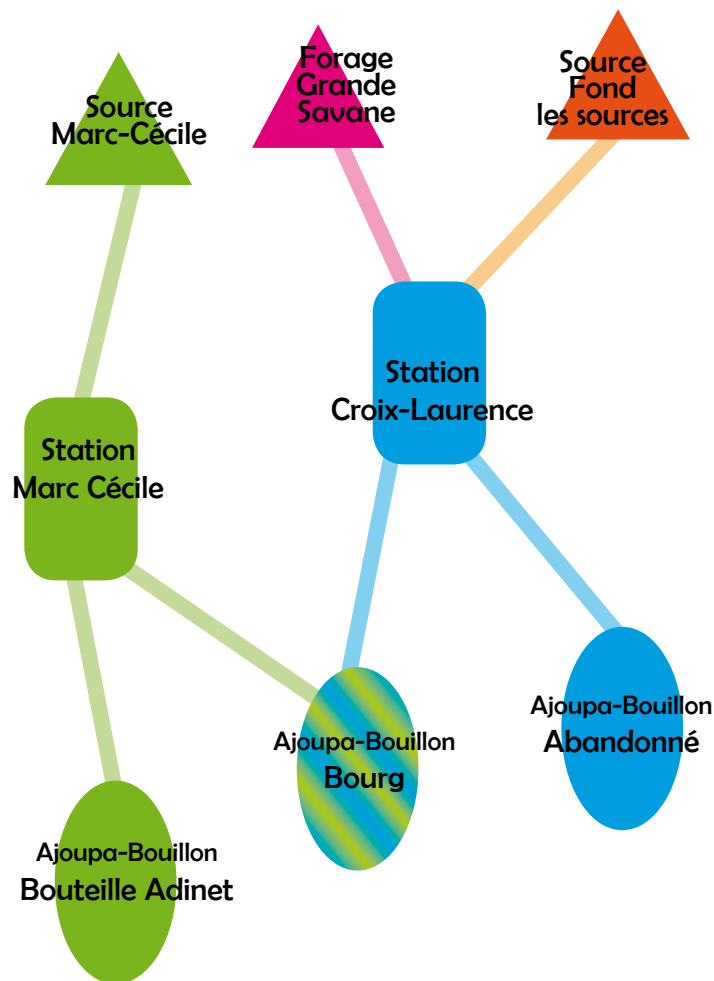 Source
Marc-Cécile
Forage
Grande
Savane
Source
Fond
les sources
Station
Croix-Laurence
Station
Marc Cécile
Ajoupa-Bouillon
Abandonné
Ajoupa-Bouillon
Bourg
Ajoupa-Bouillon
Bouteille Adinet